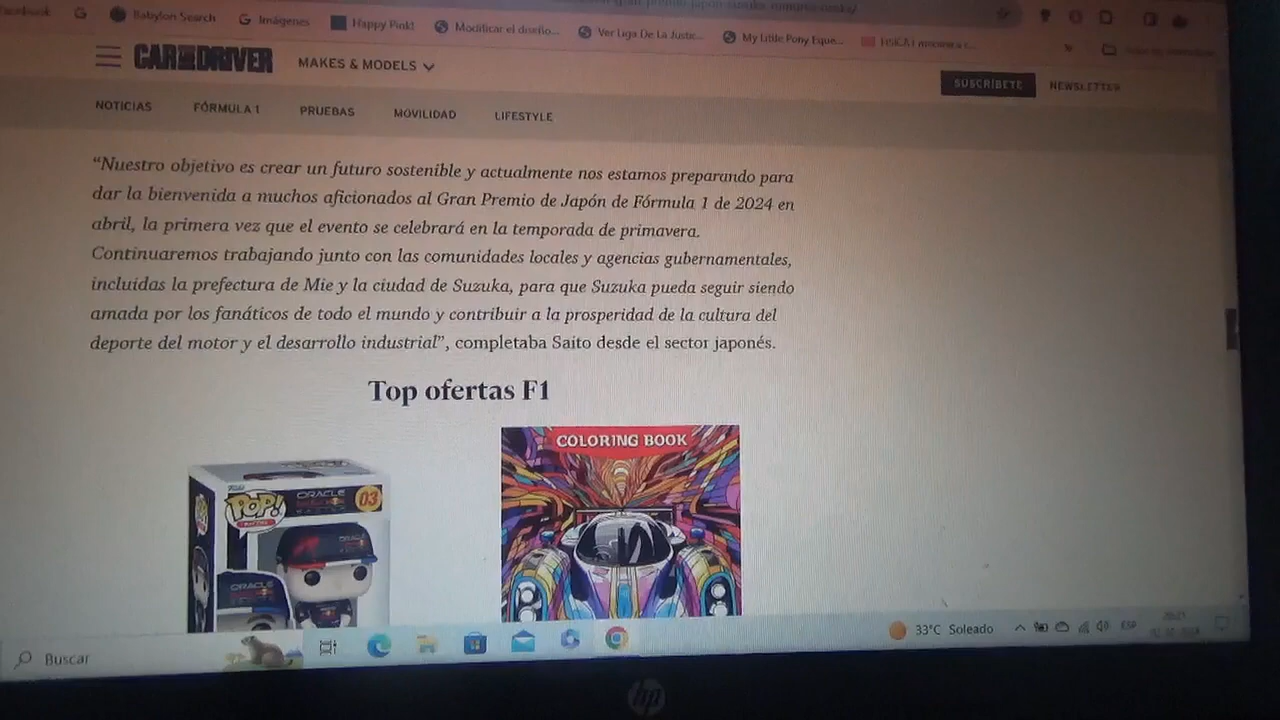 Babylon Search
Imágenes
Happy Pink!
Modificar el diseño...
Ver Liga De La Justic...
My Little Pony Eque...
CAR AND DRIVER
MAKES & MODELS
SUSCRÍBETE
NEWSLETTER
NOTICIAS
FÓRMULA 1
PRUEBAS
MOVILIDAD
LIFESTYLE
“Nuestro objetivo es crear un futuro sostenible y actualmente nos estamos preparando para
dar la bienvenida a muchos aficionados al Gran Premio de Japón de Fórmula 1 de 2024 en
abril, la primera vez que el evento se celebrará en la temporada de primavera.
Continuaremos trabajando junto con las comunidades locales y agencias gubernamentales,
incluidas la prefectura de Mie y la ciudad de Suzuka, para que Suzuka pueda seguir siendo
amada por los fanáticos de todo el mundo y contribuir a la prosperidad de la cultura del
deporte del motor y el desarrollo industrial”, completaba Saito desde el sector japonés.
Top ofertas F1
POP!
ORACLE
03
ORACLE
COLORING BOOK
Buscar
33°C Soleado
ESP
hp